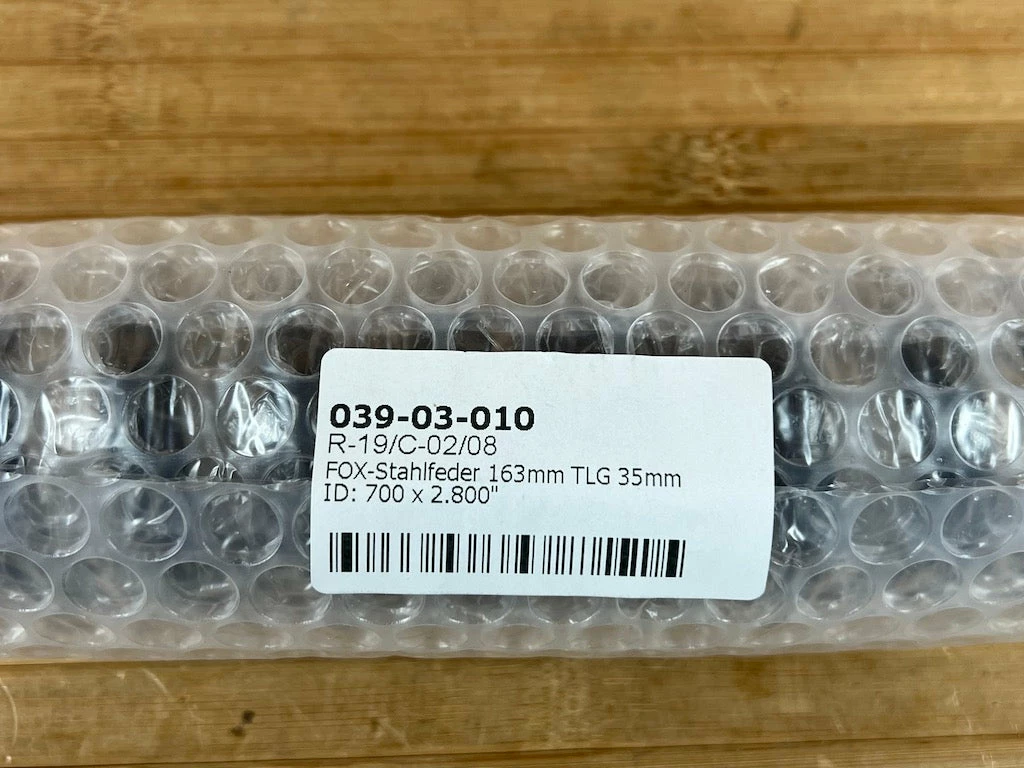 039-03-010
R-19/C-02/08
FOX-Stahlfeder 163mm TLG 35mm
ID: 700 x 2.800"